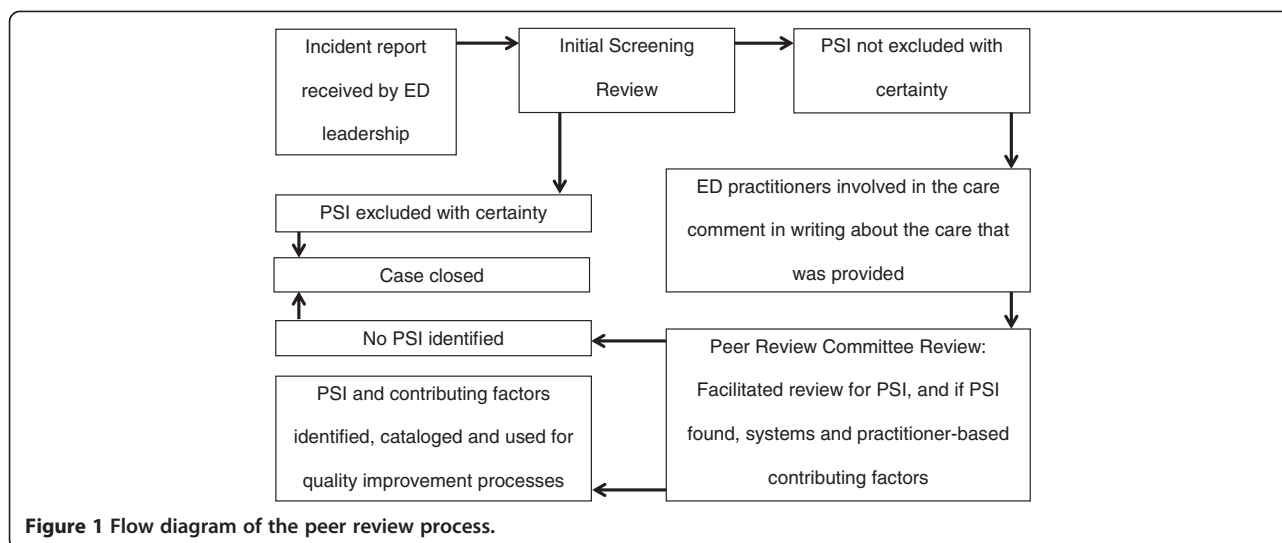 Incident report
received by ED
leadership
Initial Screening
Review
PSI not excluded with
certainty
PSI excluded with certainty
Case closed
No PSI identified
PSI and contributing factors
identified, cataloged and used for
quality improvement processes
ED practitioners involved in the care
comment in writing about the care that
was provided
Peer Review Committee Review:
Facilitated review for PSI, and if PSI
found, systems and practitioner-based
contributing factors
Figure 1 Flow diagram of the peer review process.